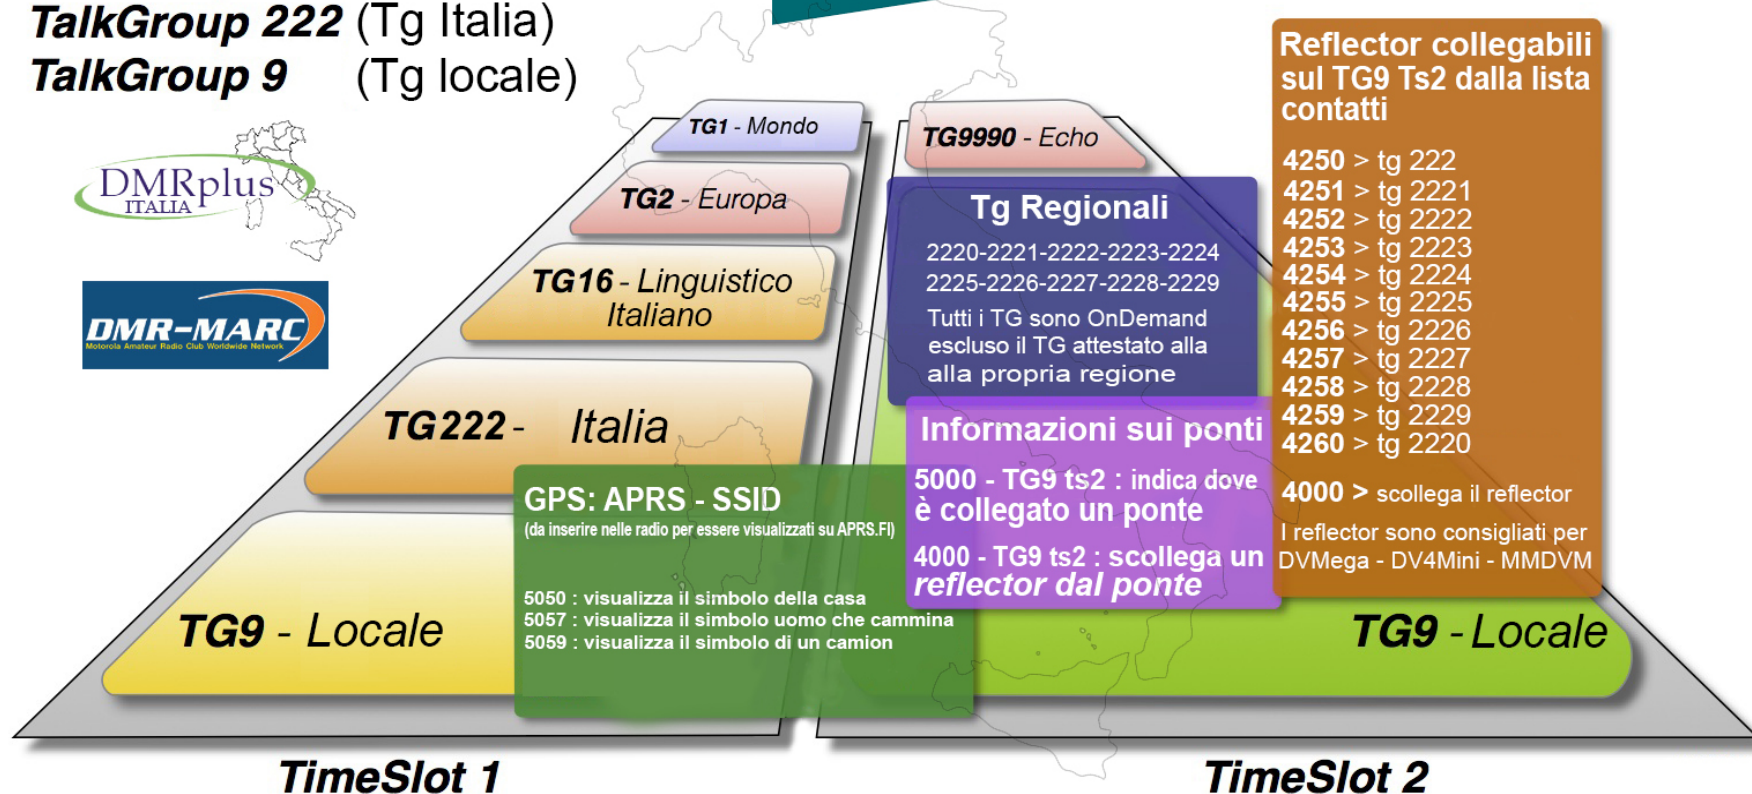 TalkGroup 222 (Tg Italia)
TalkGroup 9 (Tg locale)
DMRplus
ITALIA
DMR-MARC
Motorola Amateur Radio Club Worldwide Network
TG1 - Mondo
TG2 - Europa
TG16 - Linguistico
Italiano
TG222 - Italia
TG9 - Locale
GPS: APRS - SSID
(da inserire nelle radio per essere visualizzati su APRS.FI)
5050 : visualizza il simbolo della casa
5057 : visualizza il simbolo uomo che cammina
5059 : visualizza il simbolo di un camion
TimeSlot 1
TG9990 - Echo
Tg Regionali
2220-2221-2222-2223-2224
2225-2226-2227-2228-2229
Tutti i TG sono OnDemand
escluso il TG attestato alla
alla propria regione
Informazioni sui ponti
5000 - TG9 ts2 : indica dove
è collegato un ponte
4000 - TG9 ts2 : scollega un
reflector dal ponte
Reflector collegabili
sul TG9 Ts2 dalla lista
contatti
4250 > tg 222
4251 > tg 2221
4252 > tg 2222
4253 > tg 2223
4254 > tg 2224
4255 > tg 2225
4256 > tg 2226
4257 > tg 2227
4258 > tg 2228
4259 > tg 2229
4260 > tg 2220
4000 > scollega il reflector
I reflector sono consigliati per
DVMega - DV4Mini - MMDVM
TG9 - Locale
TimeSlot 2